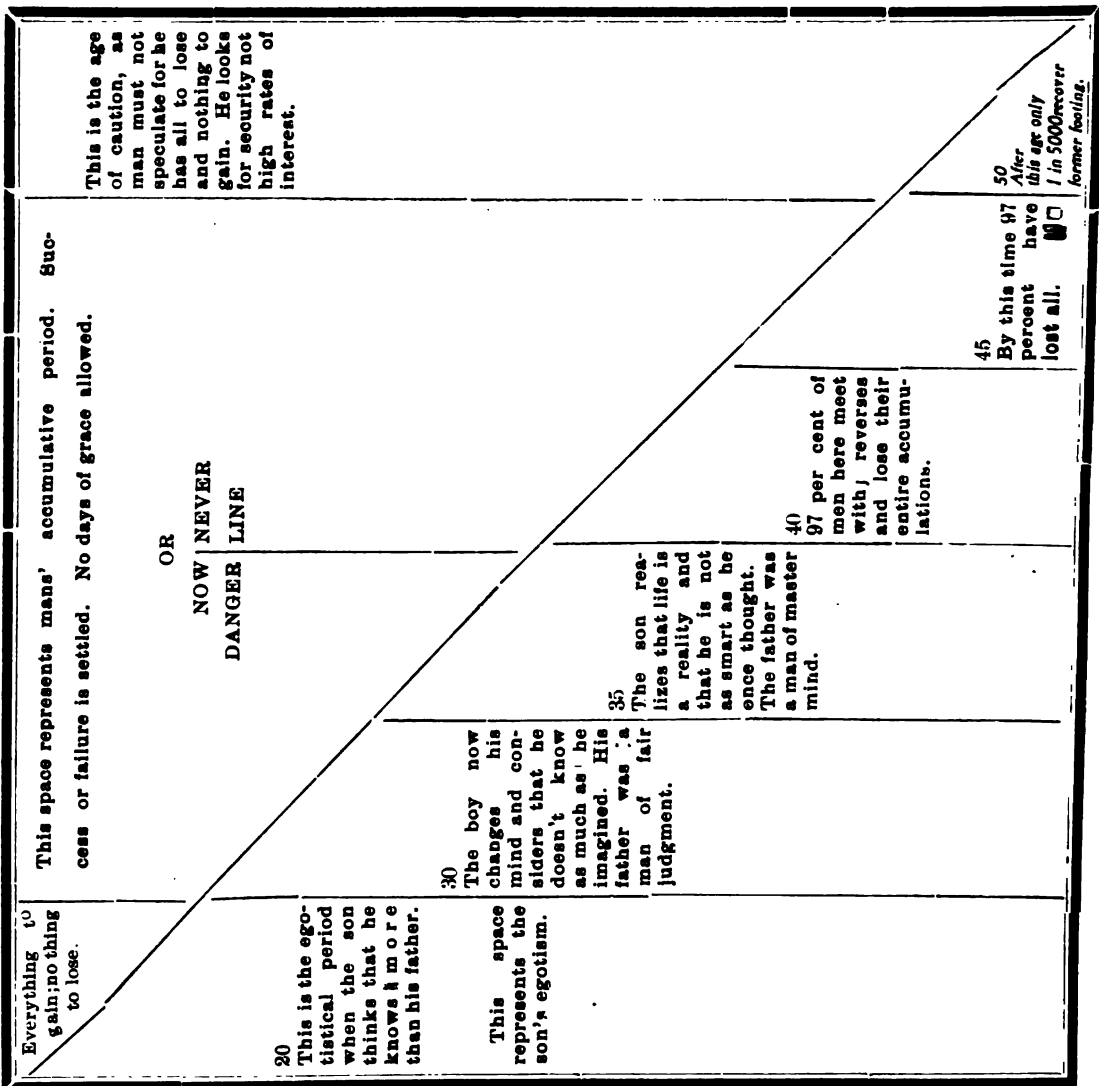 Everything to
gain;no thing
to lose.
This space represents mans' accumulative period. Suc-
cess or failure is settled. No days of grace allowed.
This is the age
of caution, as
man must not
speculate for he
has all to lose
and nothing to
gain. He looks
for security not
high rates of
interest.
OR
NOW NEVER
DANGER LINE
20
This is the ego-
tistical period
when the son
thinks that he
knows more
than his father.
This space
represents the
son's egotism.
30
The boy now
changes his
mind and con-
siders that he
doesn't know
as much as he
imagined. His
father was a
man of fair
judgment.
35
The son rea-
lizes that life is
a reality and
that he is not
as smart as he
ence thought.
The father was
a man of master
mind.
40
97 per cent of
men here meet
with; reverses
and lose their
entire accumu-
lations.
45
By this time 97
percent have
lost all.
50
After
this age only
1 in 5000 recover
former footing.